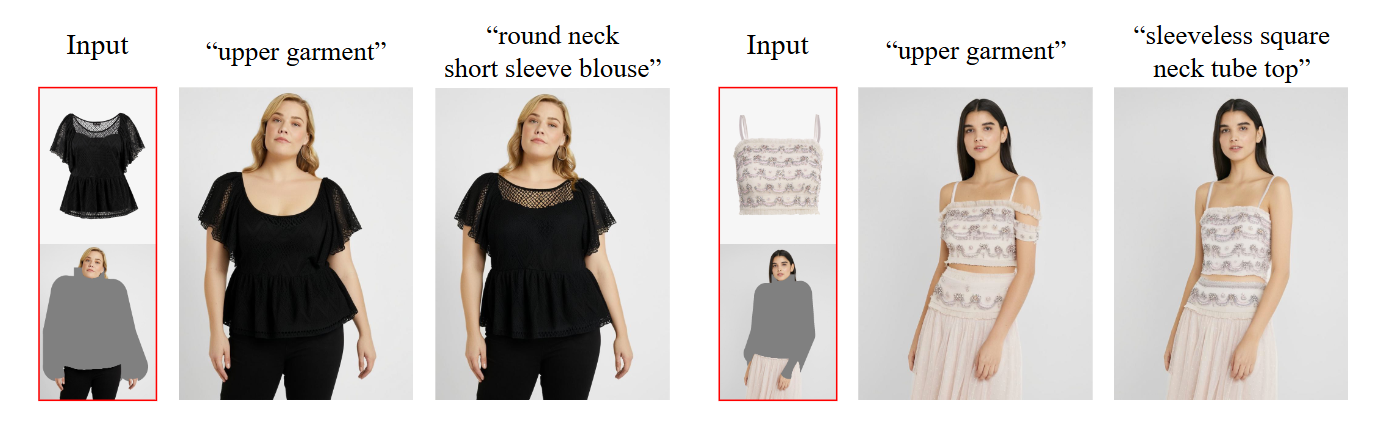 Input
“upper garment”
“round neck
short sleeve blouse”
Input
“upper garment”
“sleeveless square
neck tube top”